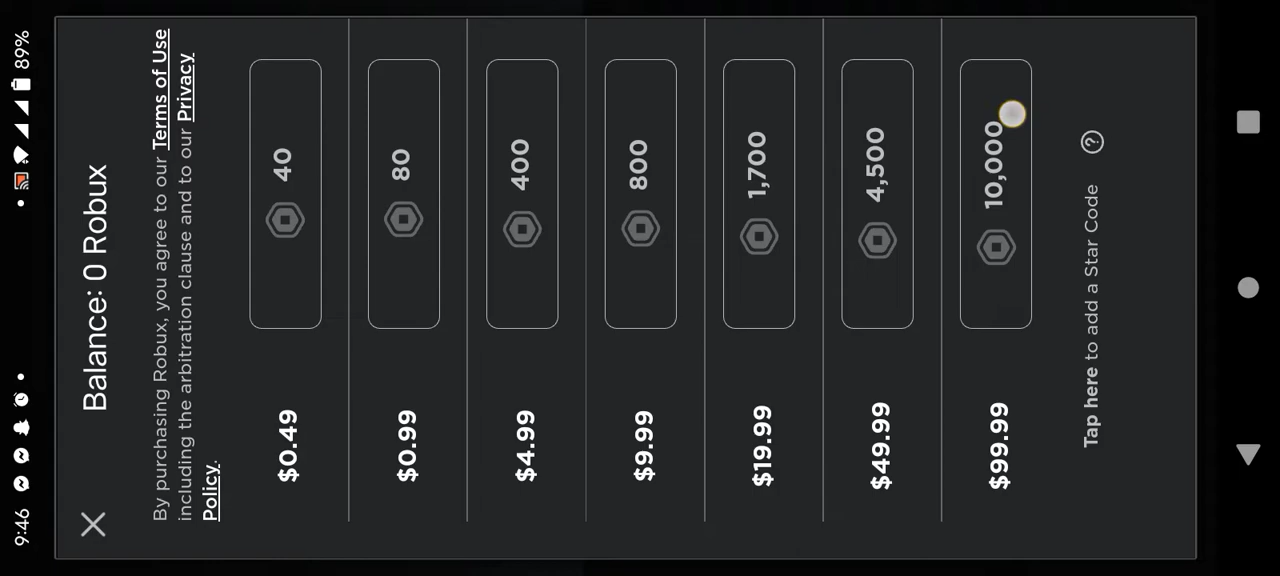 9:46
89%
Balance: 0 Robux
By purchasing Robux, you agree to our Terms of Use
including the arbitration clause and to our Privacy
Policy.
$0.49 40
$0.99 80
$4.99 400
$9.99 800
$19.99 1,700
$49.99 4,500
$99.99 10,000
Tap here to add a Star Code ?